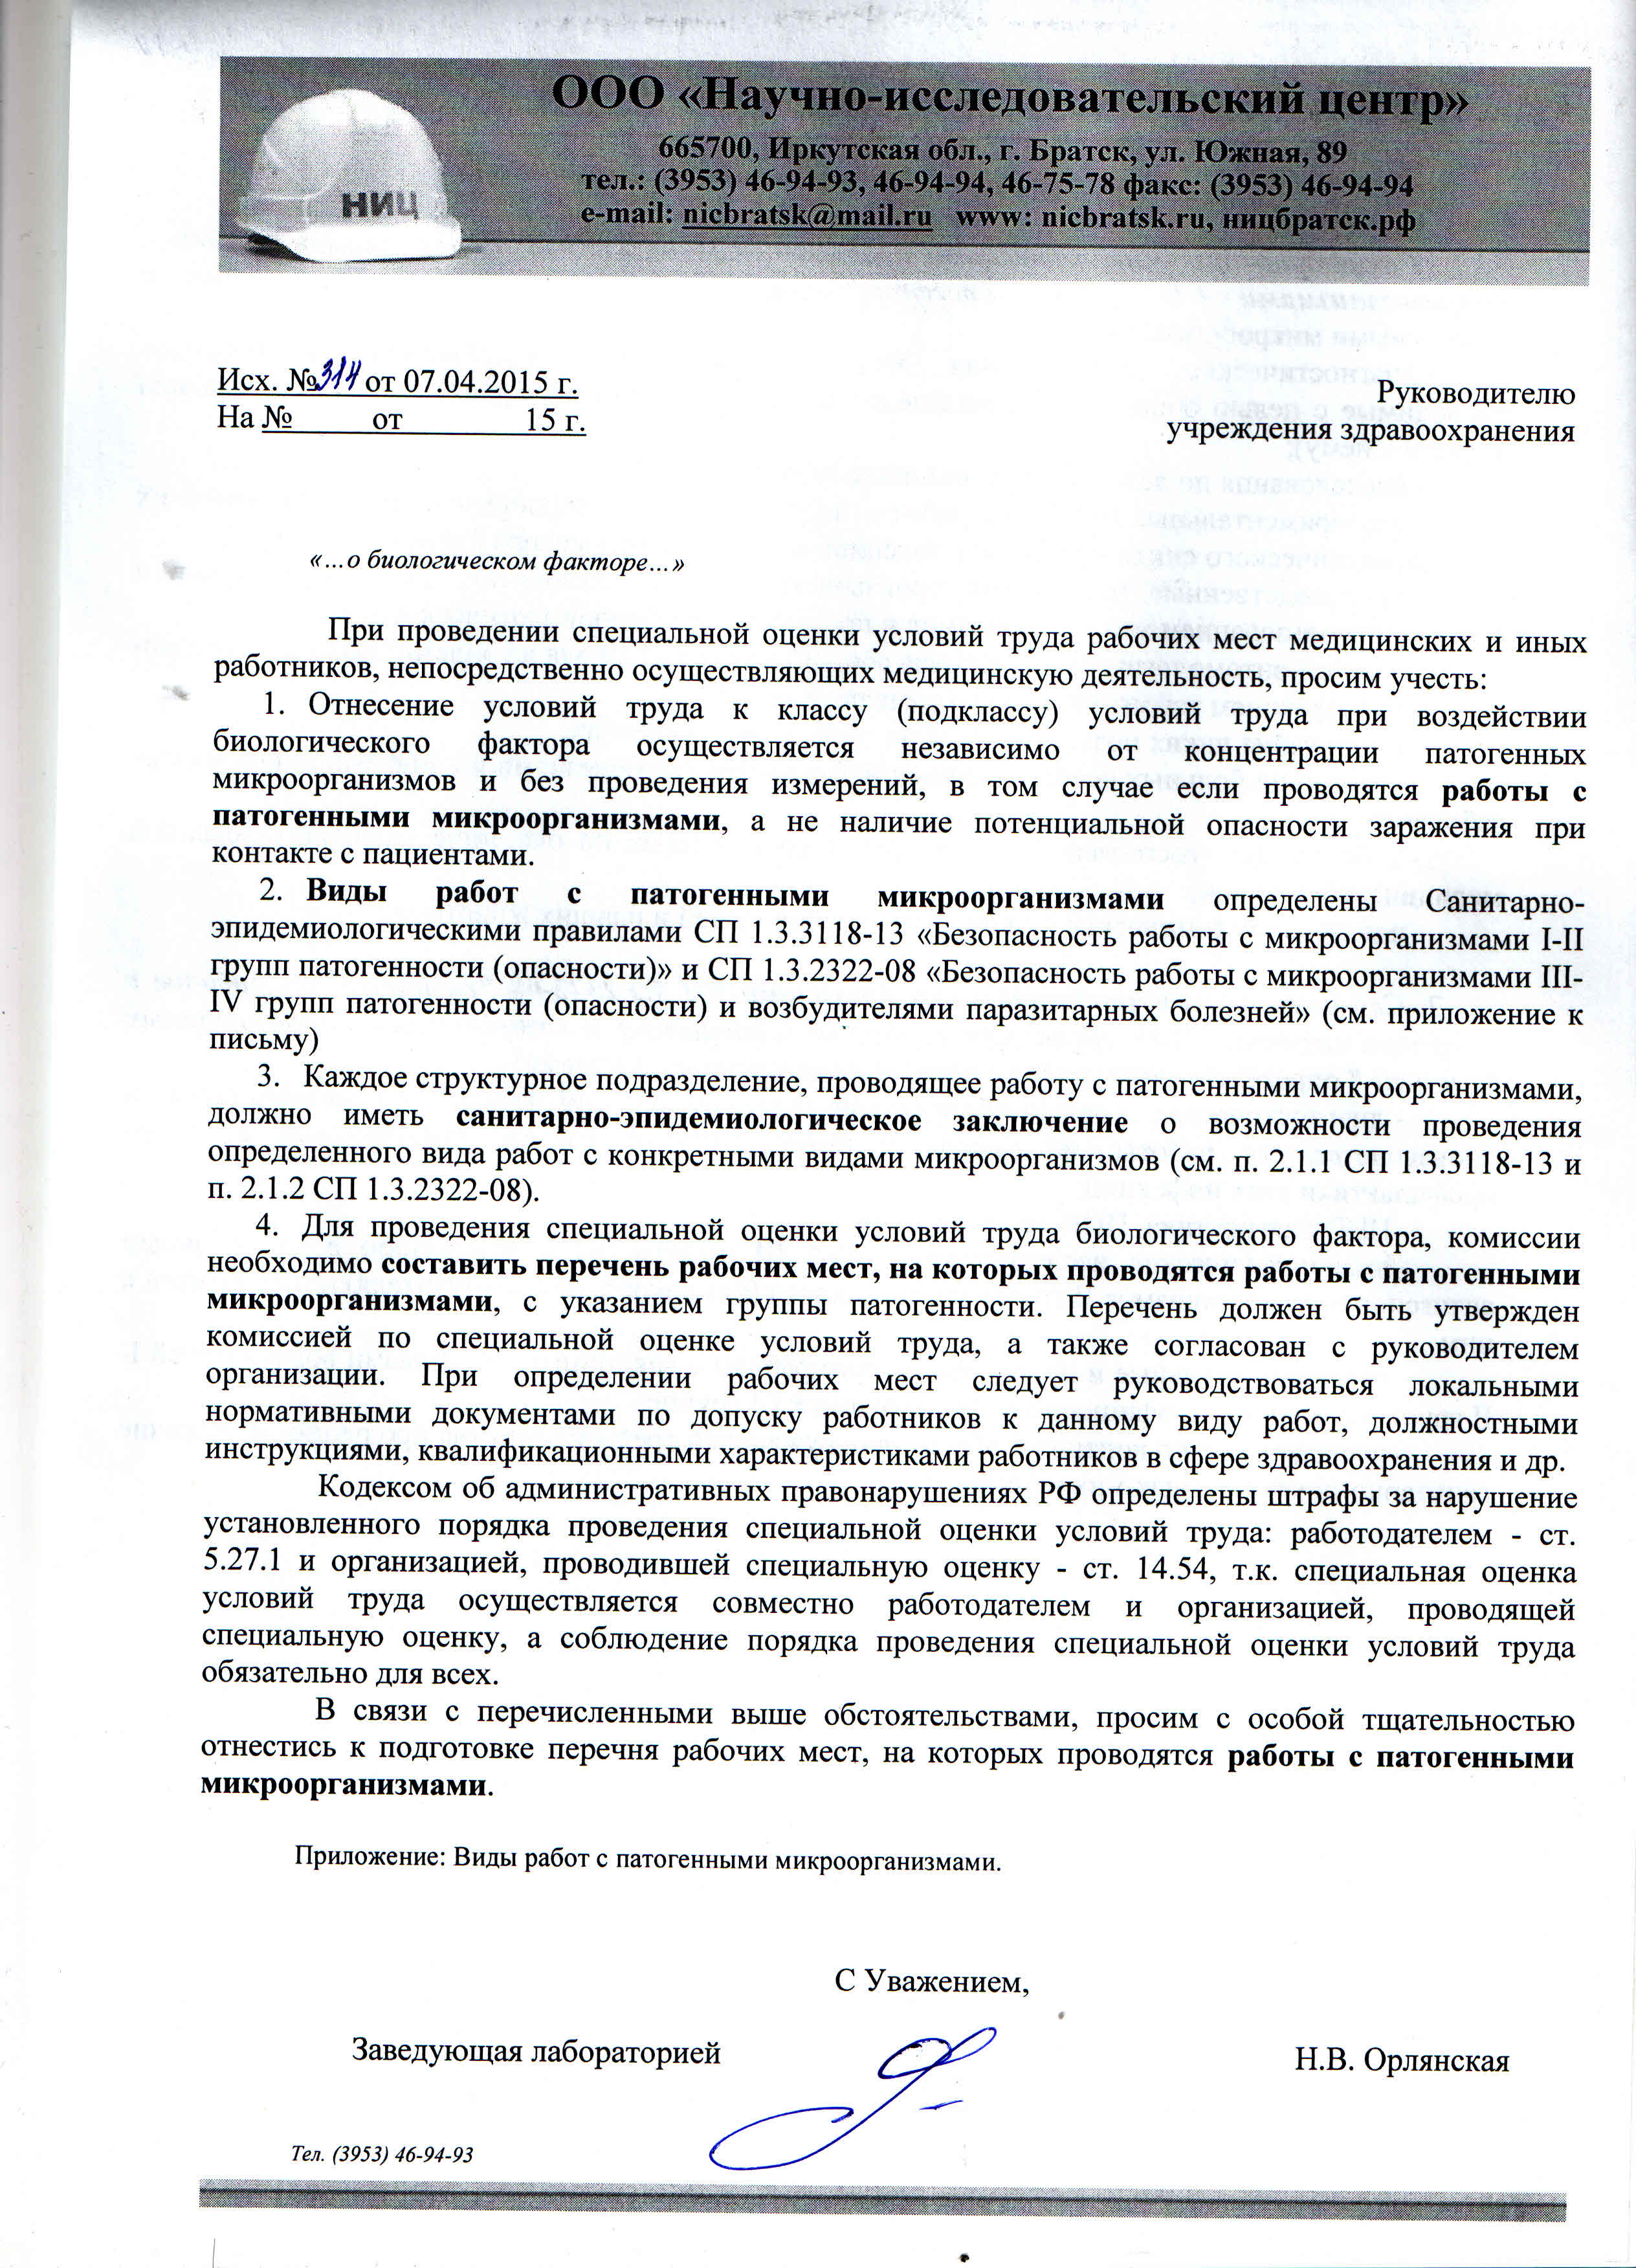 ООО «Научно-исследовательский центр»
665700, Иркутская обл., г. Братск, ул. Южная, 89
тел.: (3953) 46-94-93, 46-94-94, 46-75-78 факс: (3953) 46-94-94
e-mail: nicbratsk@mail.ru www: nicbratsk.ru, ницбратск.рф
НИЦ
Исх. №314 от 07.04.2015 г.
На № от 15 г.
Руководителю
учреждения здравоохранения
«…о биологическом факторе…»
При проведении специальной оценки условий труда рабочих мест медицинских и иных
работников, непосредственно осуществляющих медицинскую деятельность, просим учесть:
1. Отнесение условий труда к классу (подклассу) условий труда при воздействии
биологического фактора осуществляется независимо от концентрации патогенных
микроорганизмов и без проведения измерений, в том случае если проводятся работы с
патогенными микроорганизмами, а не наличие потенциальной опасности заражения при
контакте с пациентами.
2. Виды работ с патогенными микроорганизмами определены Санитарно-
эпидемиологическими правилами СП 1.3.3118-13 «Безопасность работы с микроорганизмами I-II
групп патогенности (опасности)» и СП 1.3.2322-08 «Безопасность работы с микроорганизмами III-
IV групп патогенности (опасности) и возбудителями паразитарных болезней» (см. приложение к
письму)
3. Каждое структурное подразделение, проводящее работу с патогенными микроорганизмами,
должно иметь санитарно-эпидемиологическое заключение о возможности проведения
определенного вида работ с конкретными видами микроорганизмов (см. п. 2.1.1 СП 1.3.3118-13 и
п. 2.1.2 СП 1.3.2322-08).
4. Для проведения специальной оценки условий труда биологического фактора, комиссии
необходимо составить перечень рабочих мест, на которых проводятся работы с патогенными
микроорганизмами, с указанием группы патогенности. Перечень должен быть утвержден
комиссией по специальной оценке условий труда, а также согласован с руководителем
организации. При определении рабочих мест следует руководствоваться локальными
нормативными документами по допуску работников к данному виду работ, должностными
инструкциями, квалификационными характеристиками работников в сфере здравоохранения и др.
Кодексом об административных правонарушениях РФ определены штрафы за нарушение
установленного порядка проведения специальной оценки условий труда: работодателем - ст.
5.27.1 и организацией, проводившей специальную оценку - ст. 14.54, т.к. специальная оценка
условий труда осуществляется совместно работодателем и организацией, проводящей
специальную оценку, а соблюдение порядка проведения специальной оценки условий труда
обязательно для всех.
В связи с перечисленными выше обстоятельствами, просим с особой тщательностью
отнестись к подготовке перечня рабочих мест, на которых проводятся работы с патогенными
микроорганизмами.
Приложение: Виды работ с патогенными микроорганизмами.
С Уважением,
Заведующая лабораторией Н.В. Орлянская
Тел. (3953) 46-94-93